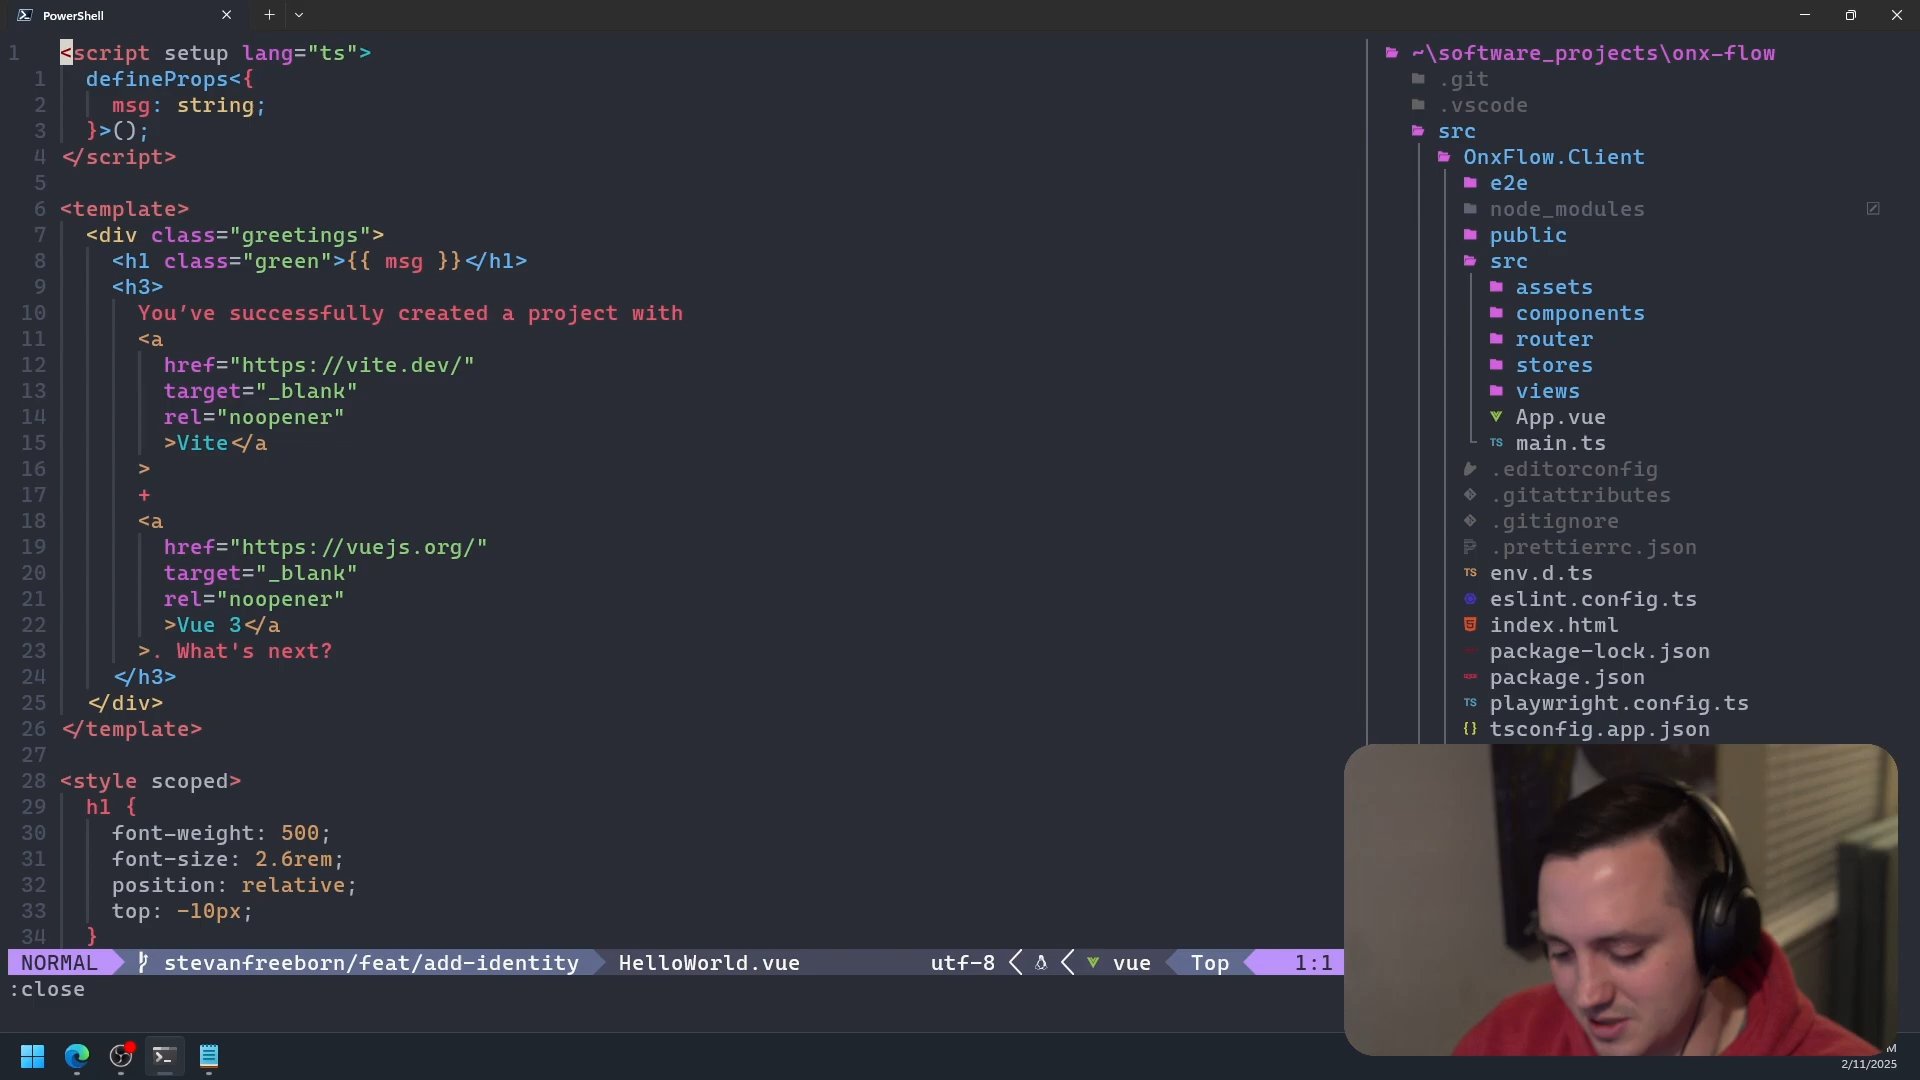 PowerShell
1 <script setup lang="ts">
1 defineProps<{
2 msg: string;
3 }>();
4 </script>
5
6 <template>
7 <div class="greetings">
8 <h1 class="green">{{ msg }}</h1>
9 <h3>
10 You’ve successfully created a project with
11 <a
12 href="https://vite.dev/"
13 target="_blank"
14 rel="noopener"
15 >Vite</a
16 >
17 +
18 <a
19 href="https://vuejs.org/"
20 target="_blank"
21 rel="noopener"
22 >Vue 3</a
23 >. What's next?
24 </h3>
25 </div>
26 </template>
27
28 <style scoped>
29 h1 {
30 font-weight: 500;
31 font-size: 2.6rem;
32 position: relative;
33 top: -10px;
34 }
NORMAL stevanfreeborn/feat/add-identity HelloWorld.vue utf-8 vue Top 1:1
:close
~\software_projects\onx-flow
.git
.vscode
src
OnxFlow.Client
e2e
node_modules
public
src
assets
components
router
stores
views
App.vue
TS main.ts
.editorconfig
.gitattributes
.gitignore
.prettierrc.json
TS env.d.ts
eslint.config.ts
index.html
package-lock.json
package.json
TS playwright.config.ts
{} tsconfig.app.json
M
2/11/2025